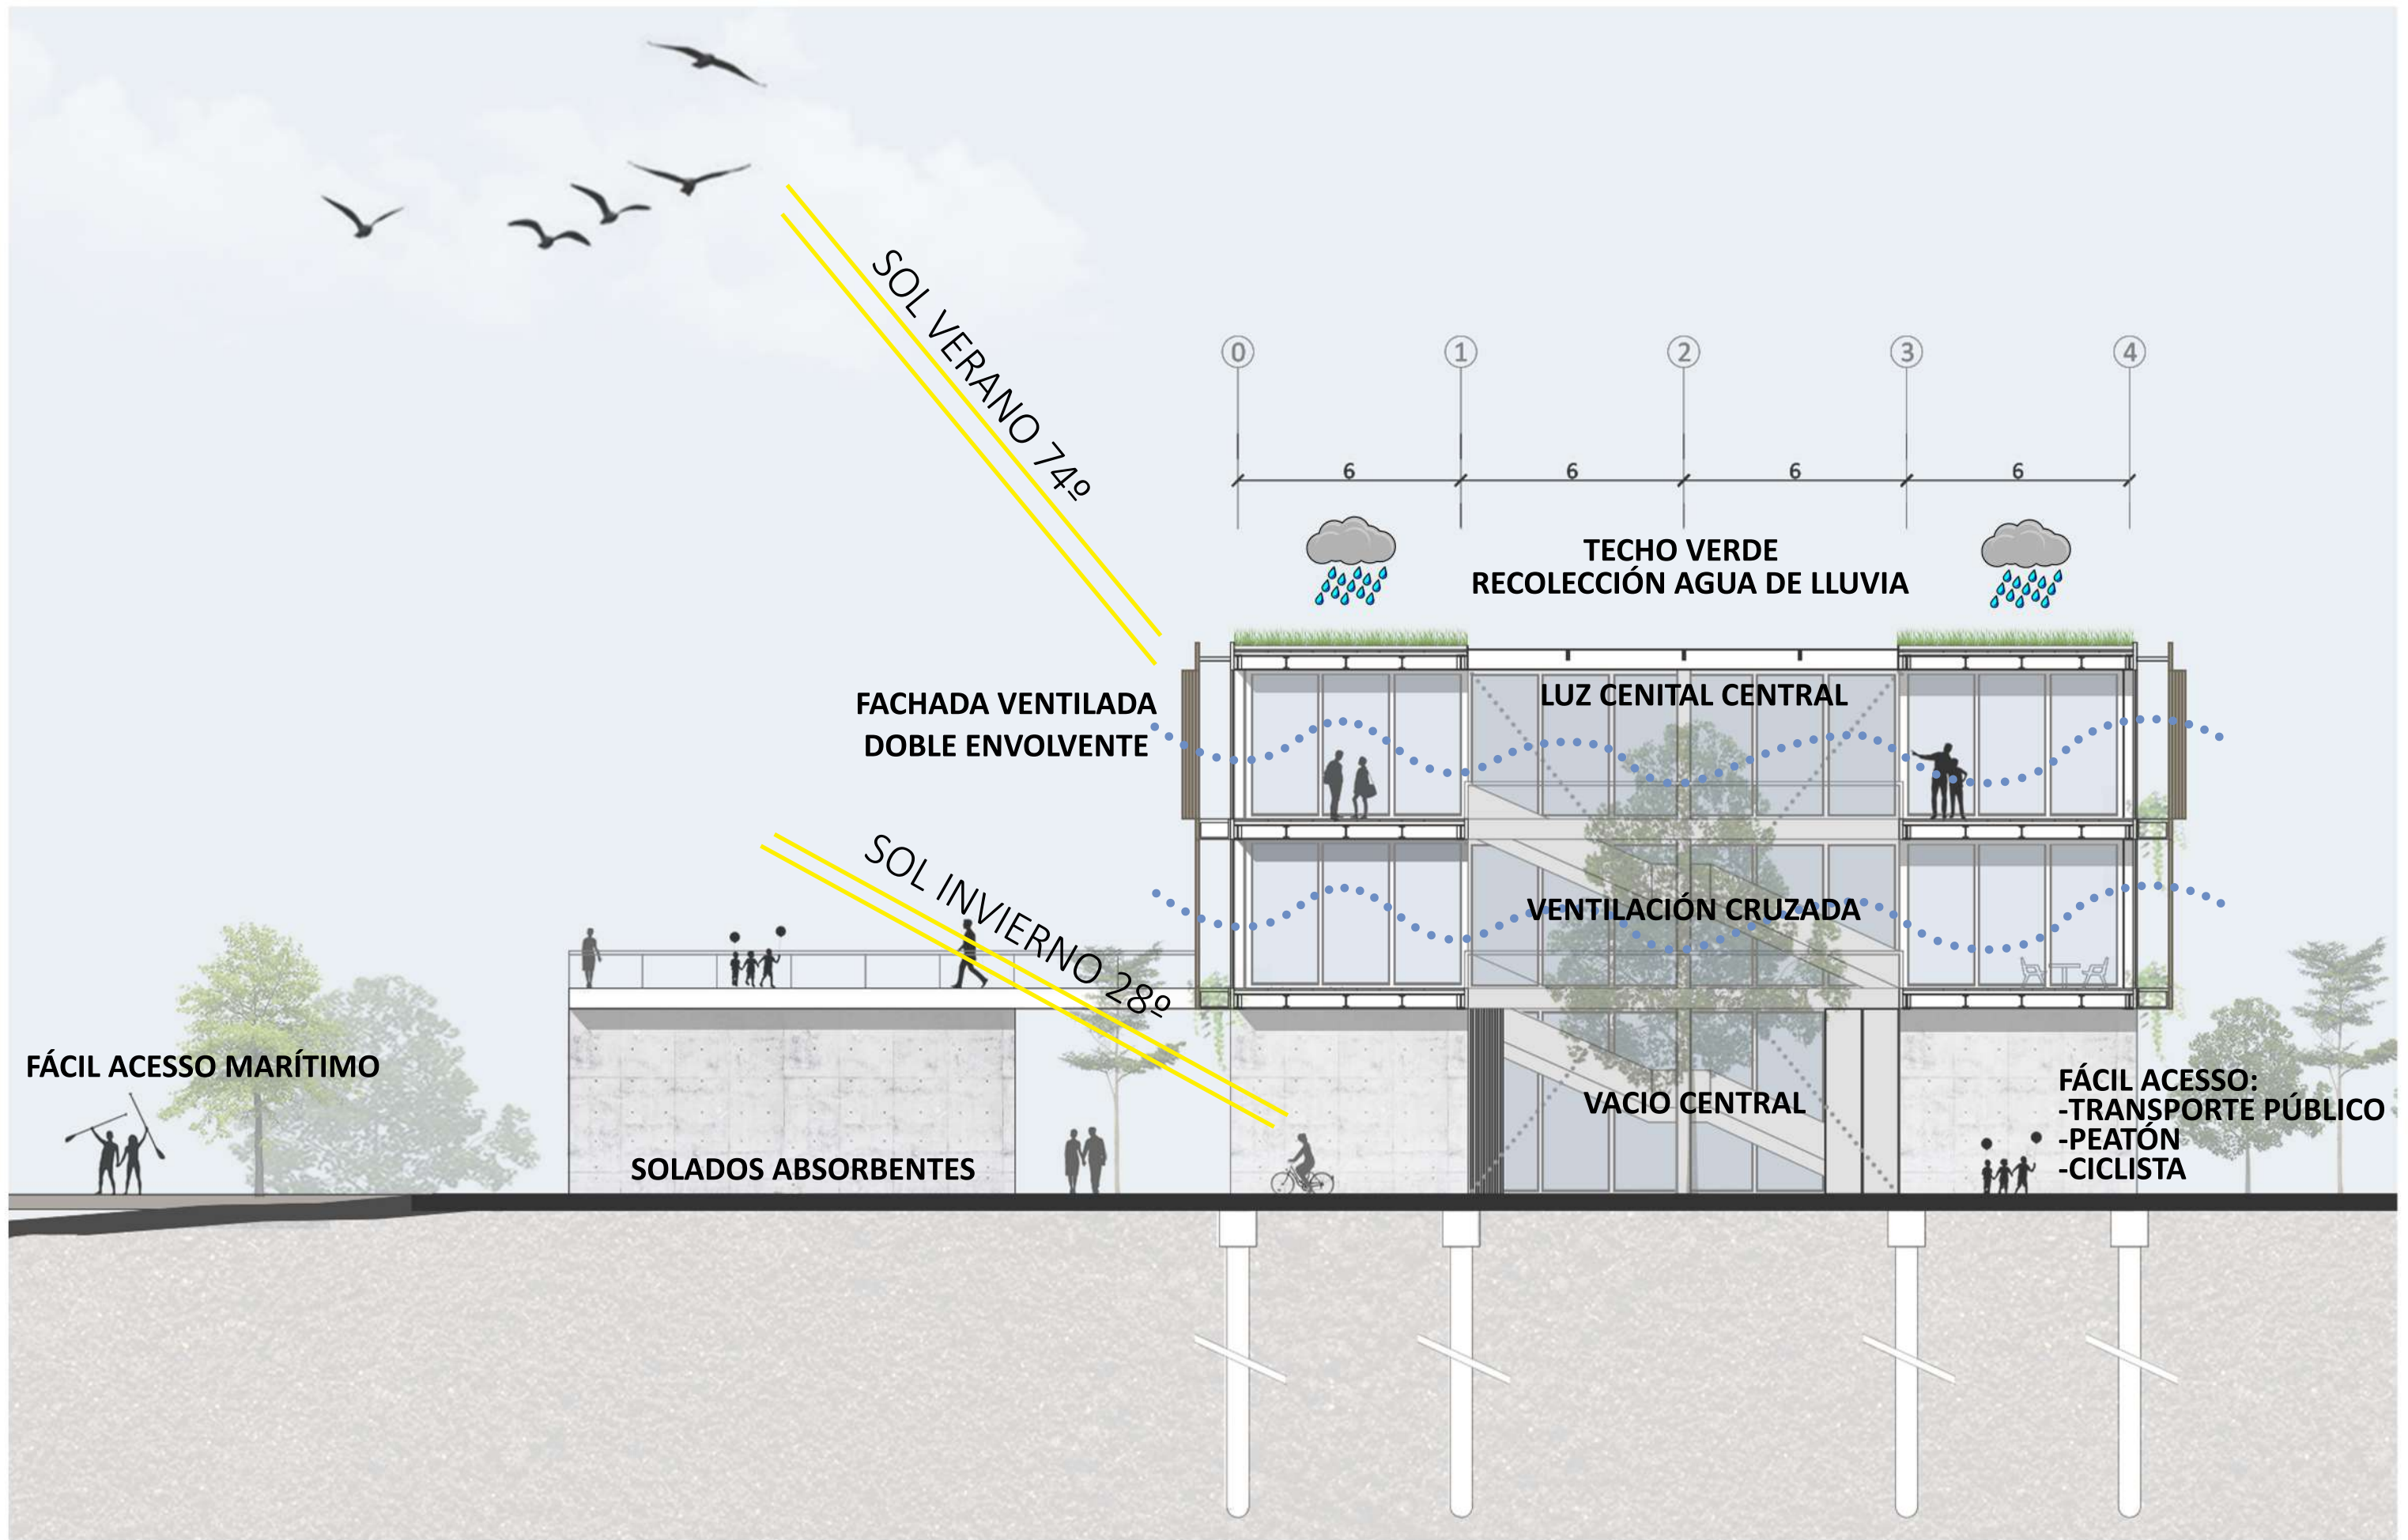 SOL VERANO 74º
0 1 2 3 4
6 6 6 6
TECHO VERDE
RECOLECCIÓN AGUA DE LLUVIA
FACHADA VENTILADA
DOBLE ENVOLVENTE
LUZ CENITAL CENTRAL
SOL INVIERNO 28º
VENTILACIÓN CRUZADA
FÁCIL ACESSO MARÍTIMO
SOLADOS ABSORBENTES
VACIO CENTRAL
FÁCIL ACESSO:
-TRANSPORTE PÚBLICO
-PEATÓN
-CICLISTA